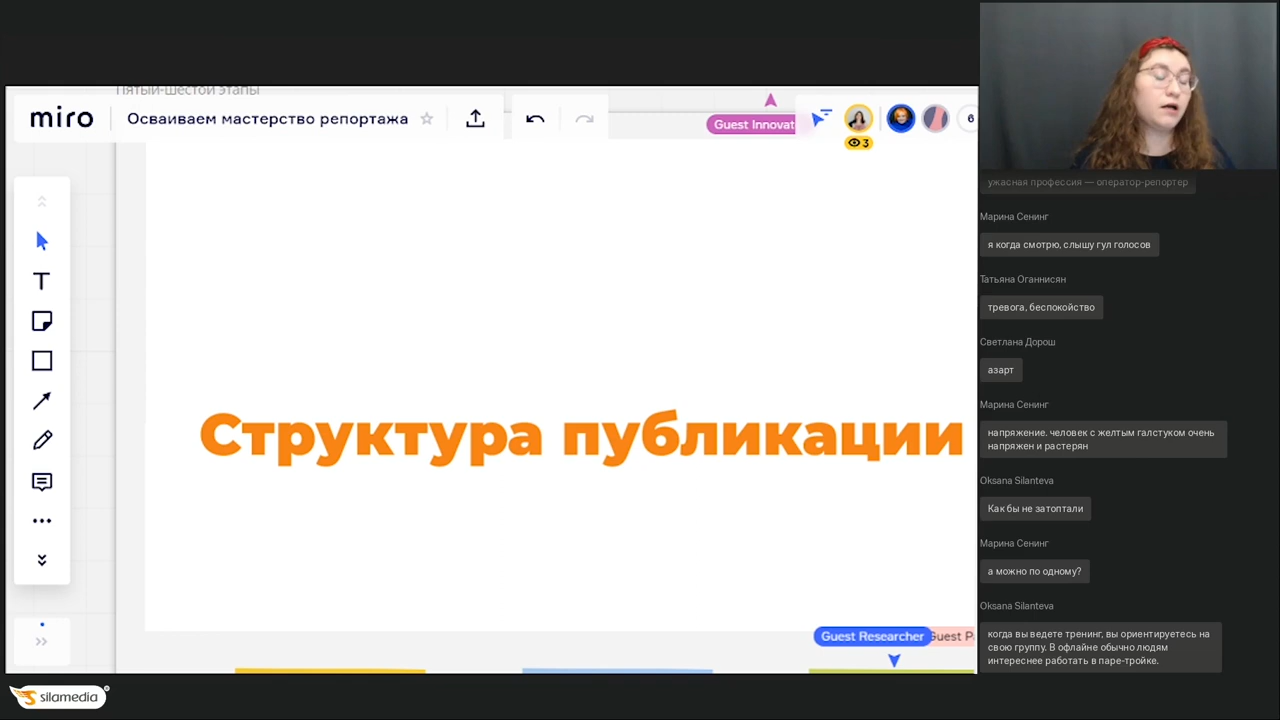 Пятый-шестой этапы
miro
Осваиваем мастерство репортажа
Guest Innovat
3
6
Структура публикации
Guest Researcher
Guest P
silamedia
ужасная профессия — оператор-репортер
Марина Сенинг
я когда смотрю, слышу гул голосов
Татьяна Оганнисян
тревога, беспокойство
Светлана Дорош
азарт
Марина Сенинг
напряжение. человек с желтым галстуком очень
напряжен и растерян
Oksana Silanteva
Как бы не затоптали
Марина Сенинг
а можно по одному?
Oksana Silanteva
когда вы ведете тренинг, вы ориентируетесь на
свою группу. В офлайне обычно людям
интереснее работать в паре-тройке.